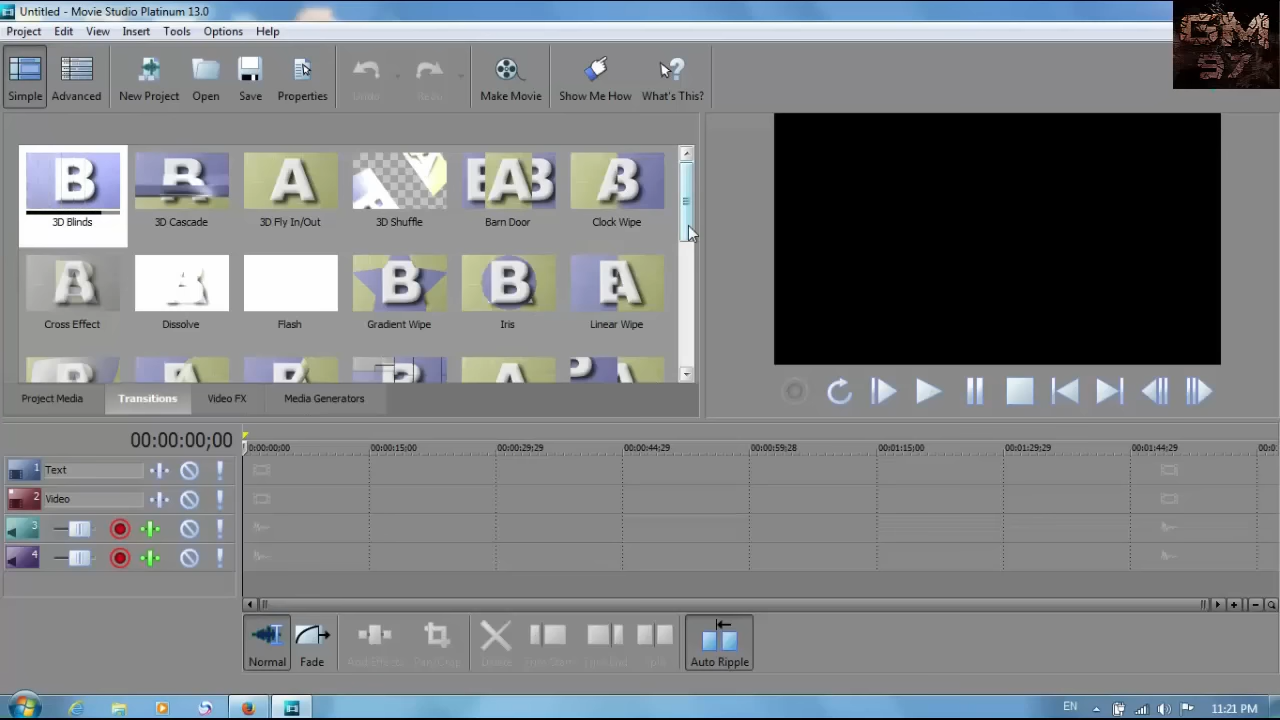 Untitled - Movie Studio Platinum 13.0
Project Edit View Insert Tools Options Help
GM
97
Simple Advanced New Project Open Save Properties Undo Redo Make Movie Show Me How What's This?
3D Blinds 3D Cascade 3D Fly In/Out 3D Shuffle Barn Door Clock Wipe
Cross Effect Dissolve Flash Gradient Wipe Iris Linear Wipe
Project Media Transitions Video FX Media Generators
00:00:00;00
0:00:00;00 00:00:15;00 00:00:29;29 00:00:44;29 00:00:59;28 00:01:15;00 00:01:29;29 00:01:44;29 00:0
1 Text
2 Video
3
4
Normal Fade Add Effects Pan/Crop Delete Trim Start Trim End Split Auto Ripple
EN 11:21 PM